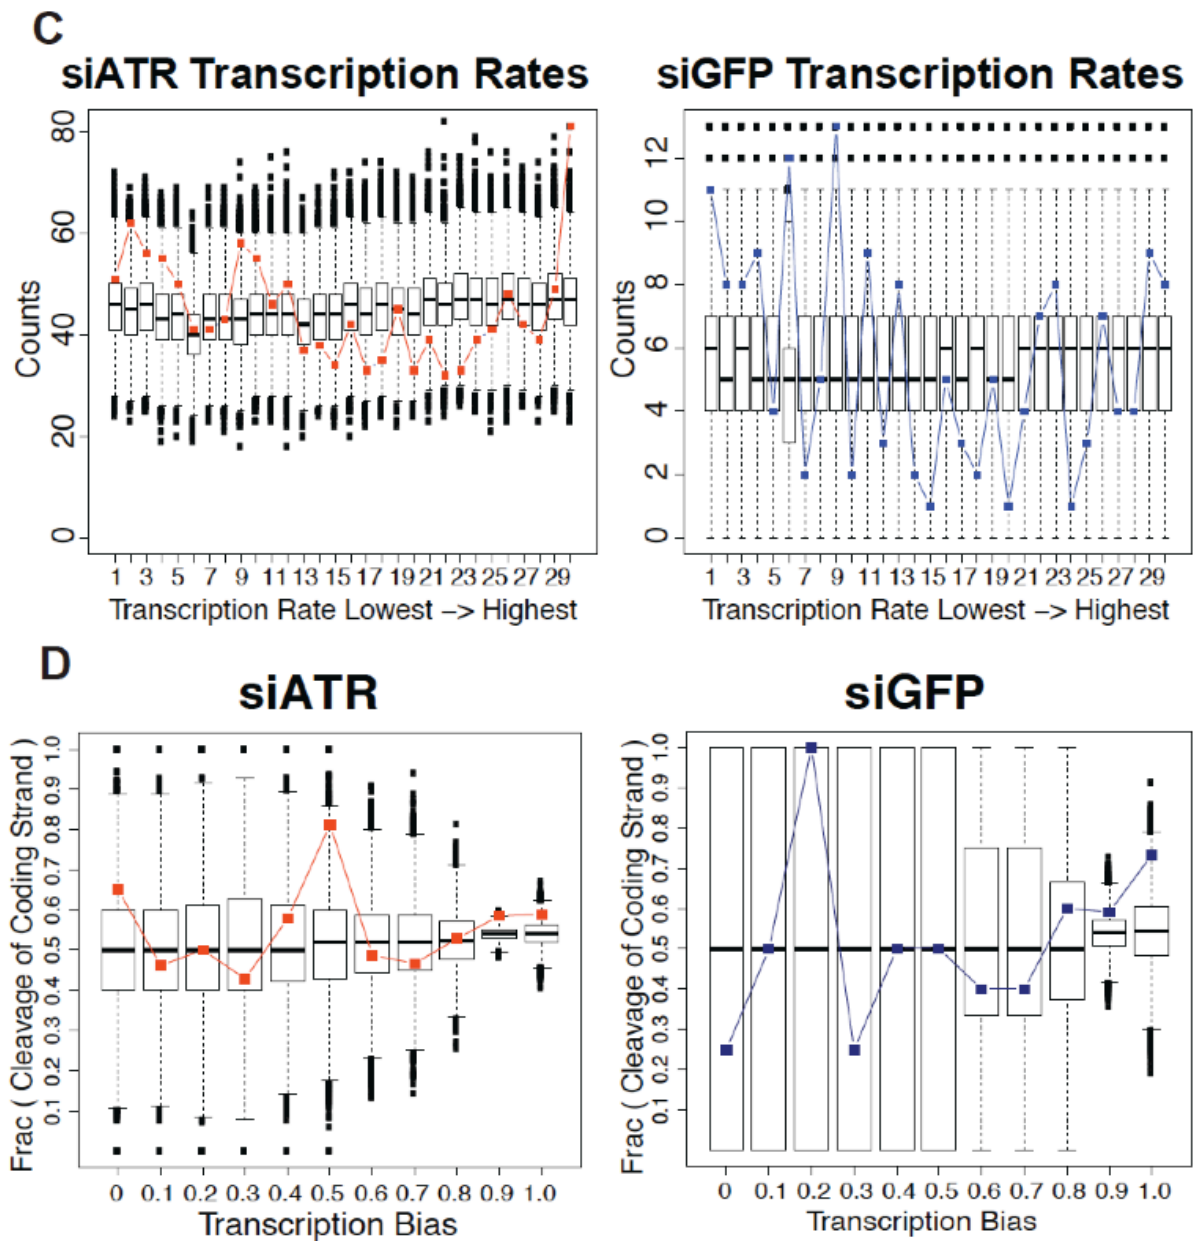 C
siATR Transcription Rates
siGFP Transcription Rates
Counts
80
60
40
20
0
1 3 5 7 9 11 13 15 17 19 21 23 25 27 29
Transcription Rate Lowest –> Highest
Counts
12
10
8
6
4
2
0
1 3 5 7 9 11 13 15 17 19 21 23 25 27 29
Transcription Rate Lowest –> Highest
D
siATR
siGFP
Frac ( Cleavage of Coding Strand )
1.0
0.9
0.8
0.7
0.6
0.5
0.4
0.3
0.2
0.1
0 0.1 0.2 0.3 0.4 0.5 0.6 0.7 0.8 0.9 1.0
Transcription Bias
Frac ( Cleavage of Coding Strand )
1.0
0.9
0.8
0.7
0.6
0.5
0.4
0.3
0.2
0.1
0 0.1 0.2 0.3 0.4 0.5 0.6 0.7 0.8 0.9 1.0
Transcription Bias